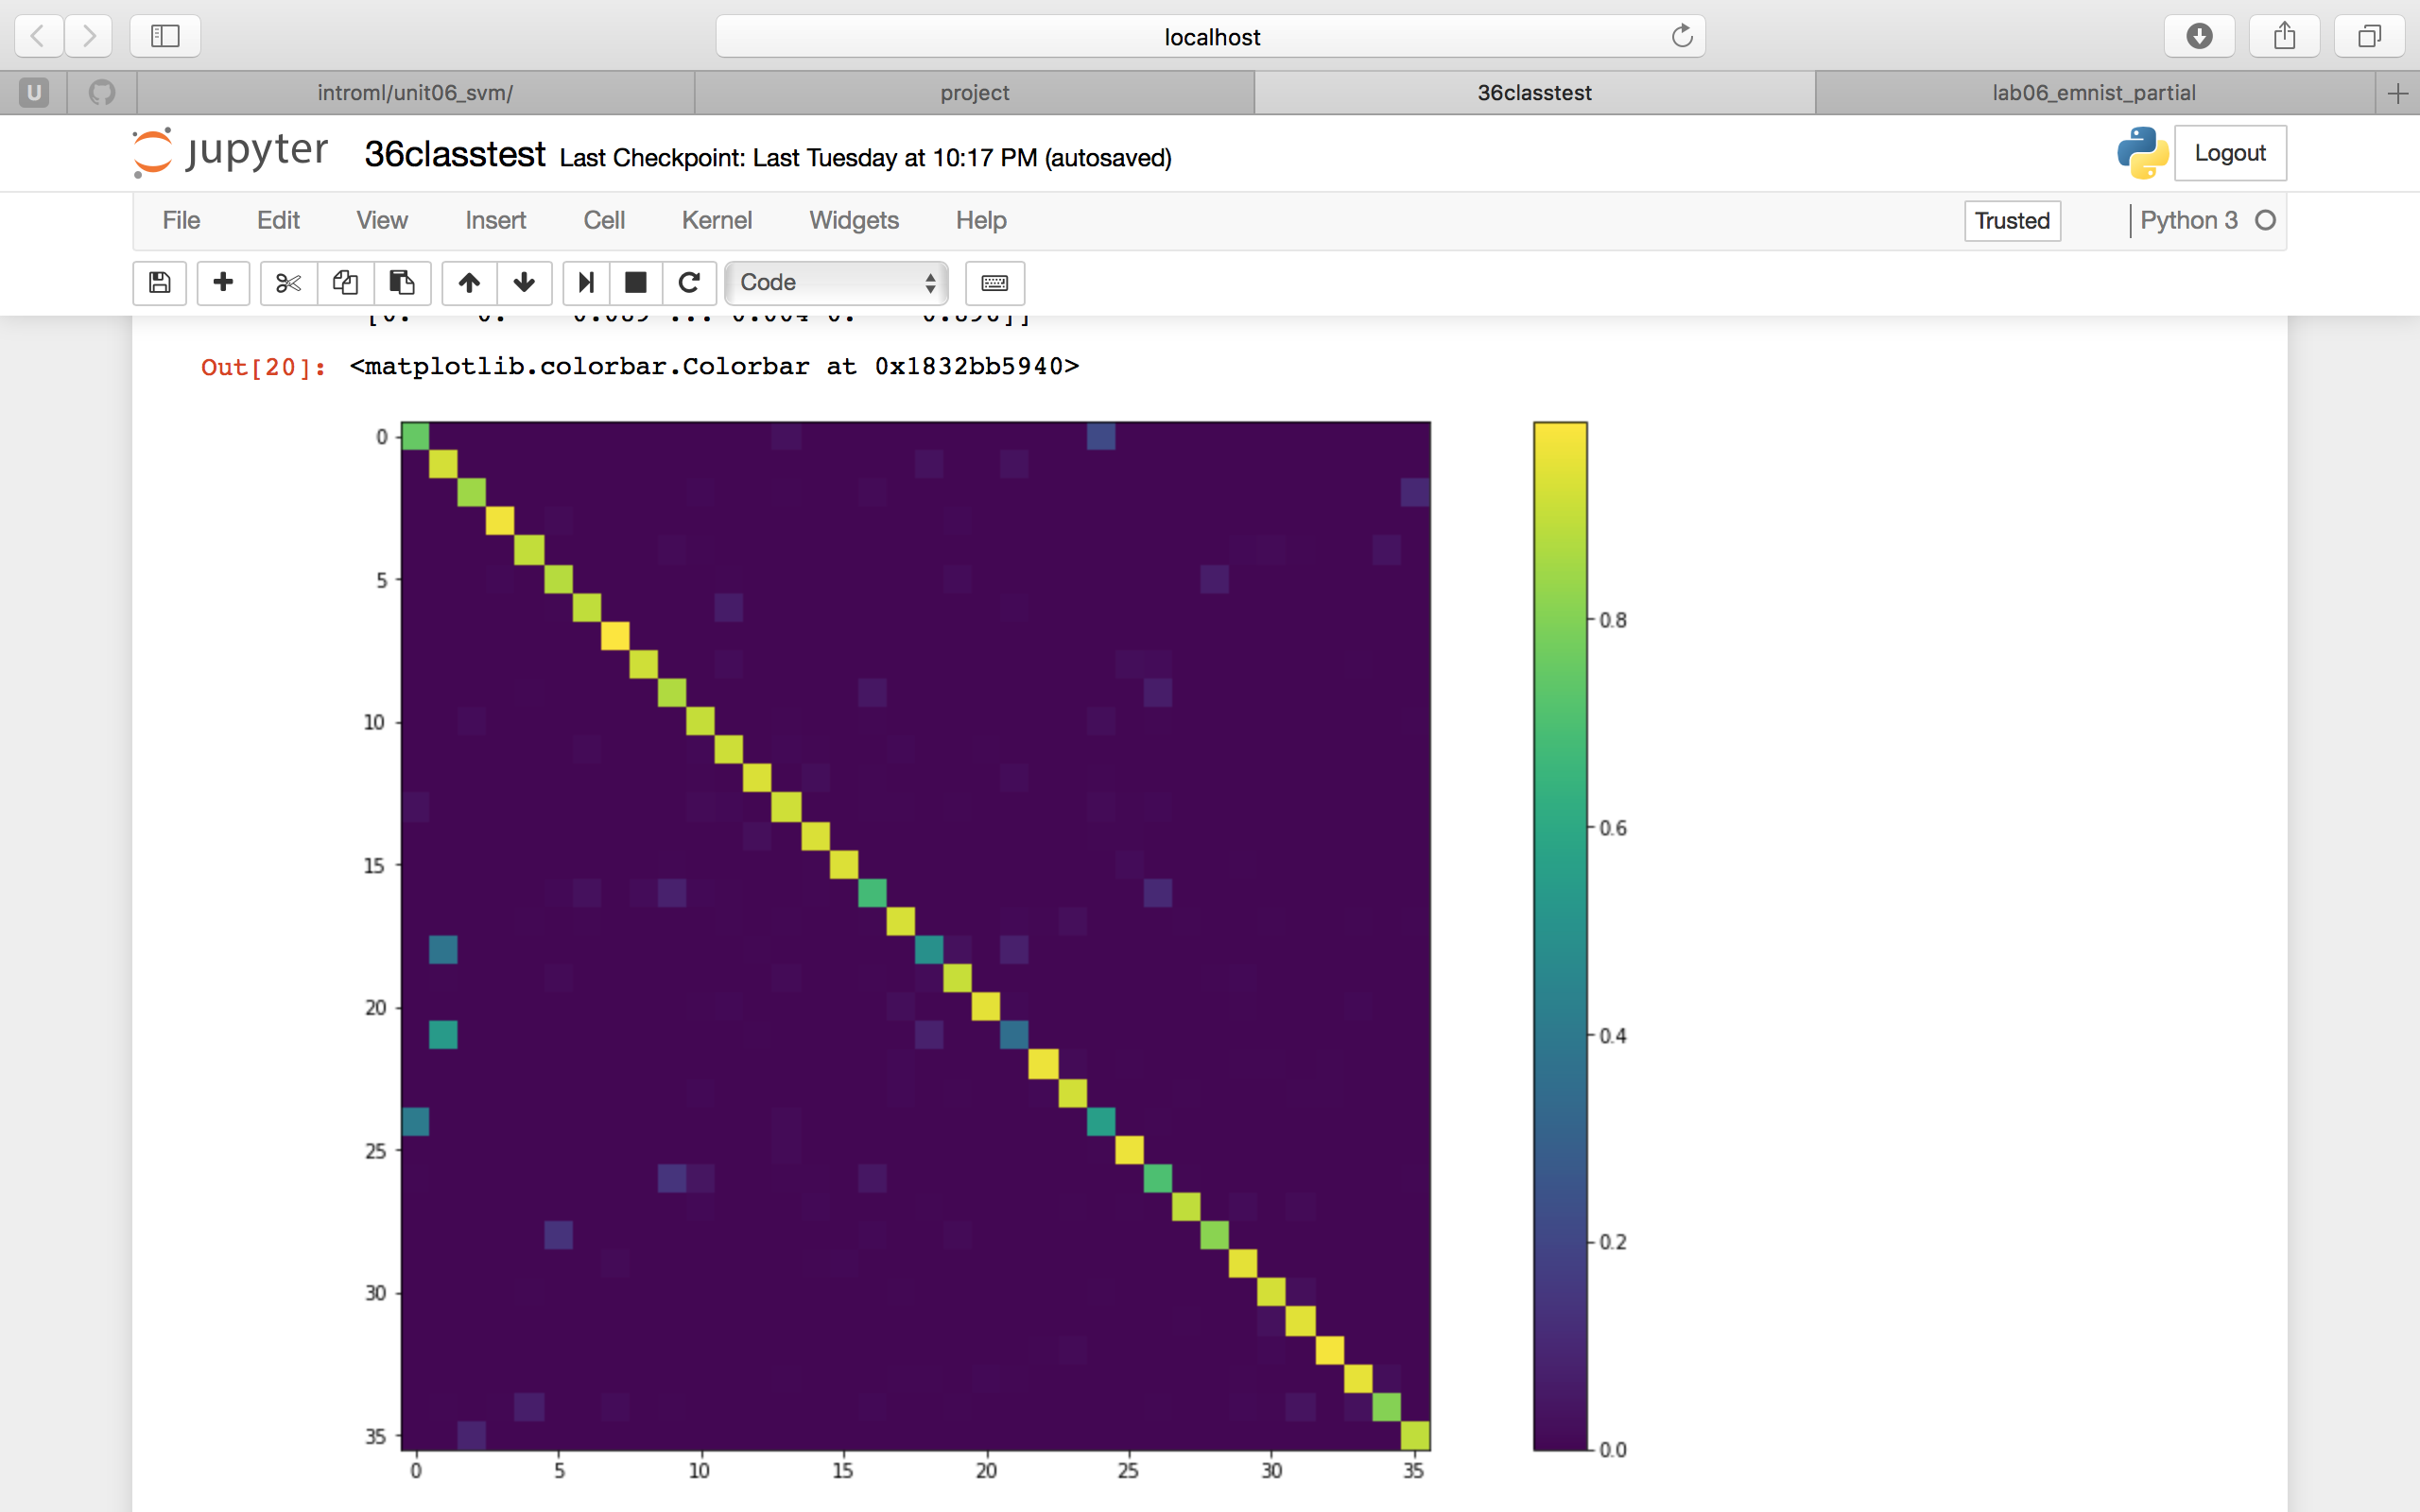 localhost
U
introml/unit06_svm/
project
36classtest
lab06_emnist_partial
jupyter 36classtest Last Checkpoint: Last Tuesday at 10:17 PM (autosaved)
Logout
File Edit View Insert Cell Kernel Widgets Help
Trusted
Python 3
Code
Out[20]: <matplotlib.colorbar.Colorbar at 0x1832bb5940>
0
5
10
15
20
25
30
35
0 5 10 15 20 25 30 35
0.8
0.6
0.4
0.2
0.0